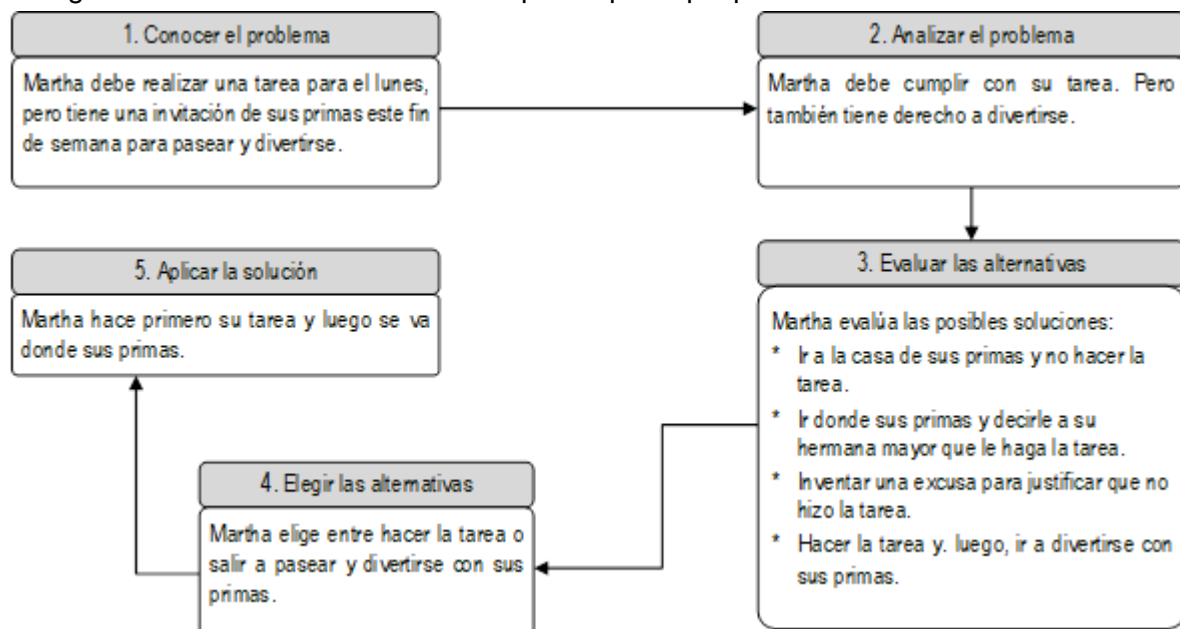 1. Conocer el problema
Martha debe realizar una tarea para el lunes,
pero tiene una invitación de sus primas este fin
de semana para pasear y divertirse.
2. Analizar el problema
Martha debe cumplir con su tarea. Pero
también tiene derecho a divertirse.
3. Evaluar las alternativas
Martha evalúa las posibles soluciones:
* Ir a la casa de sus primas y no hacer la
tarea.
* Ir donde sus primas y decirle a su
hermana mayor que le haga la tarea.
* Inventar una excusa para justificar que no
hizo la tarea.
* Hacer la tarea y. luego, ir a divertirse con
sus primas.
4. Elegir las alternativas
Martha elige entre hacer la tarea o
salir a pasear y divertirse con sus
primas.
5. Aplicar la solución
Martha hace primero su tarea y luego se va
donde sus primas.